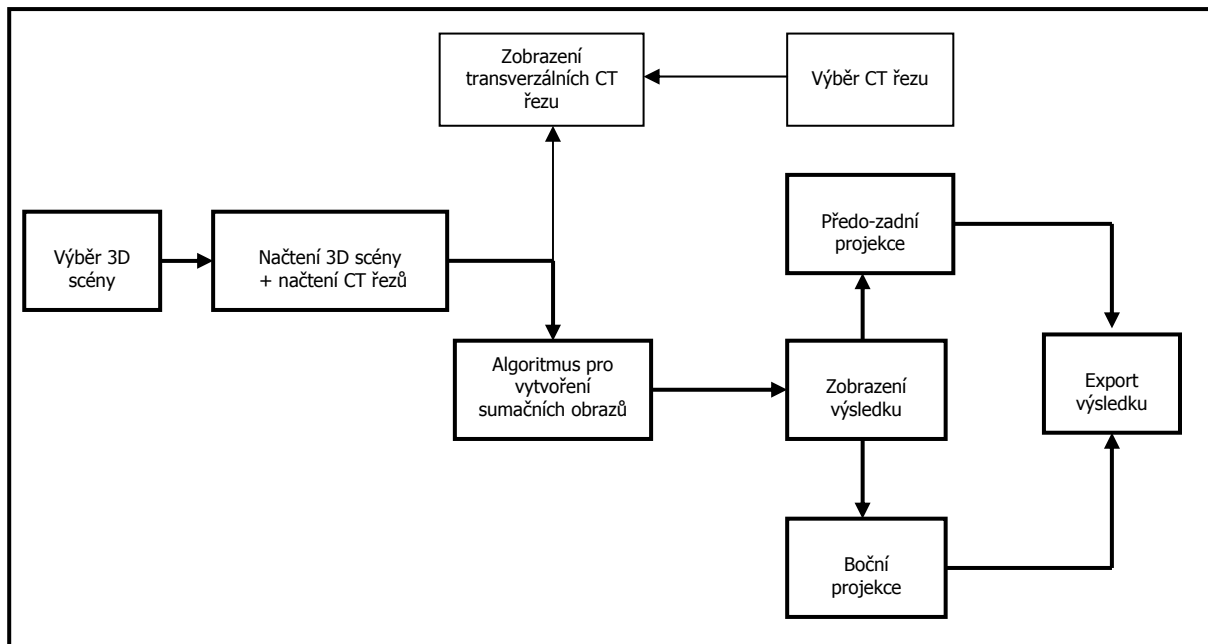 Zobrazení
transverzálních CT
řezu
Výběr CT řezu
Výběr 3D
scény
Načtení 3D scény
+ načtení CT řezů
Předo-zadní
projekce
Algoritmus pro
vytvoření
sumačních obrazů
Zobrazení
výsledku
Export
výsledku
Boční
projekce